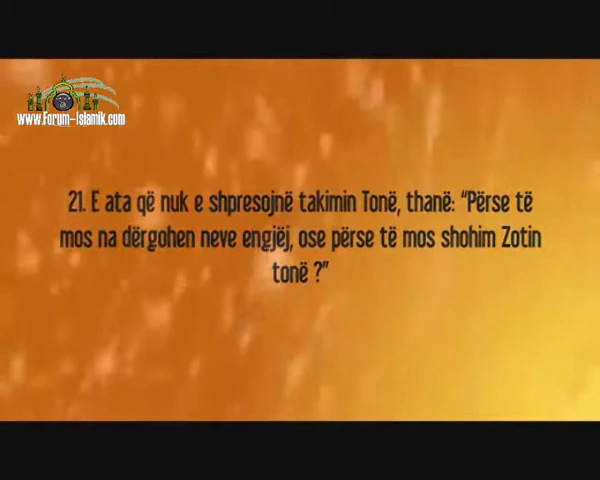 www.Forum-Islamik.com
21. E ata që nuk e shpresojnë takimin Tonë, thanë: “Përse të
mos na dërgohen neve engjëj, ose përse të mos shohim Zotin
tonë ?”